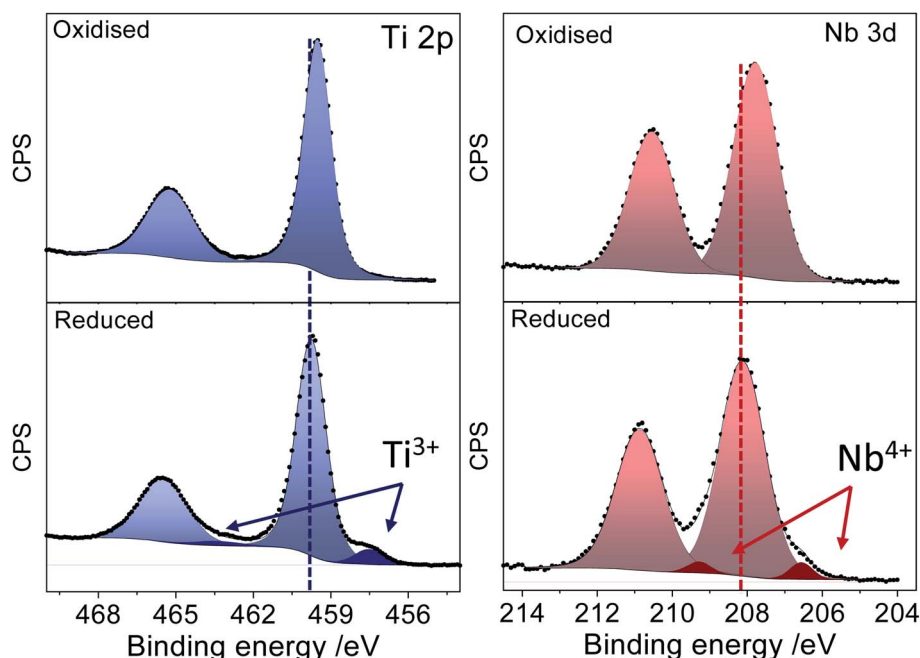 Oxidised
Ti 2p
CPS
Reduced
Ti³⁺
CPS
468 465 462 459 456
Binding energy /eV
Oxidised
Nb 3d
CPS
Reduced
Nb⁴⁺
CPS
214 212 210 208 206 204
Binding energy /eV